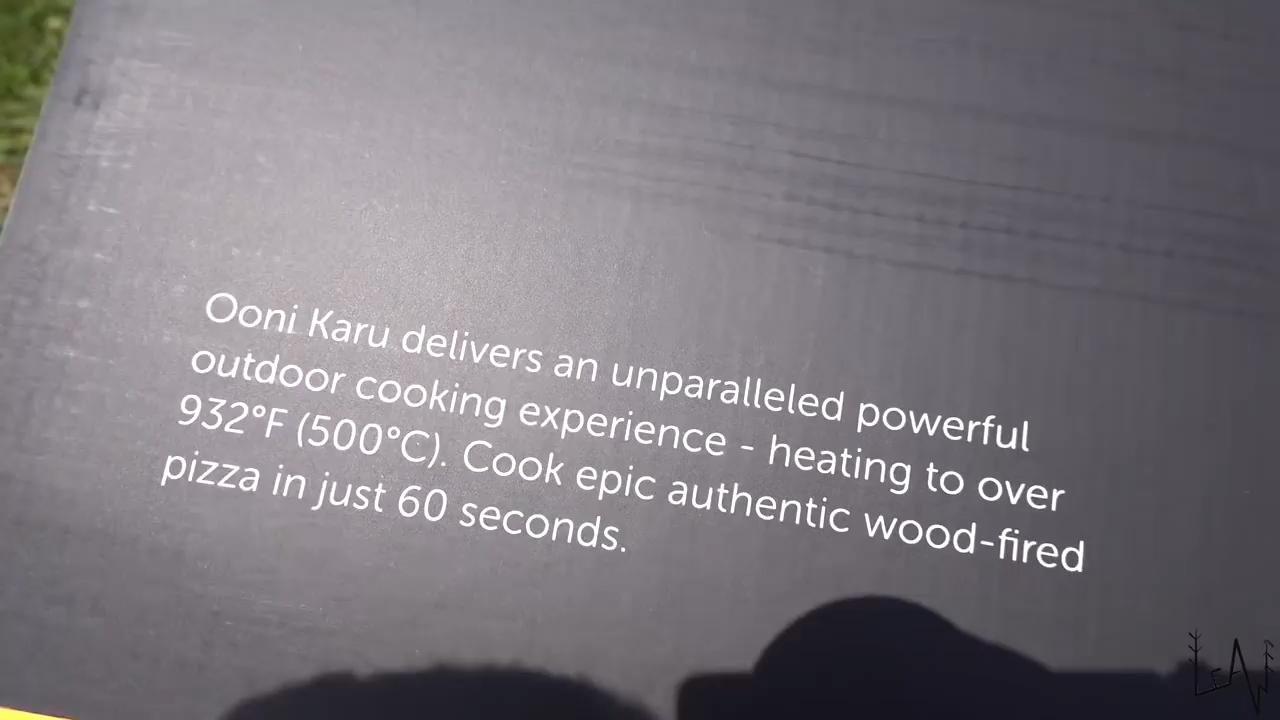 Ooni Karu delivers an unparalleled powerful
outdoor cooking experience - heating to over
932°F (500°C). Cook epic authentic wood-fired
pizza in just 60 seconds.
LEAF